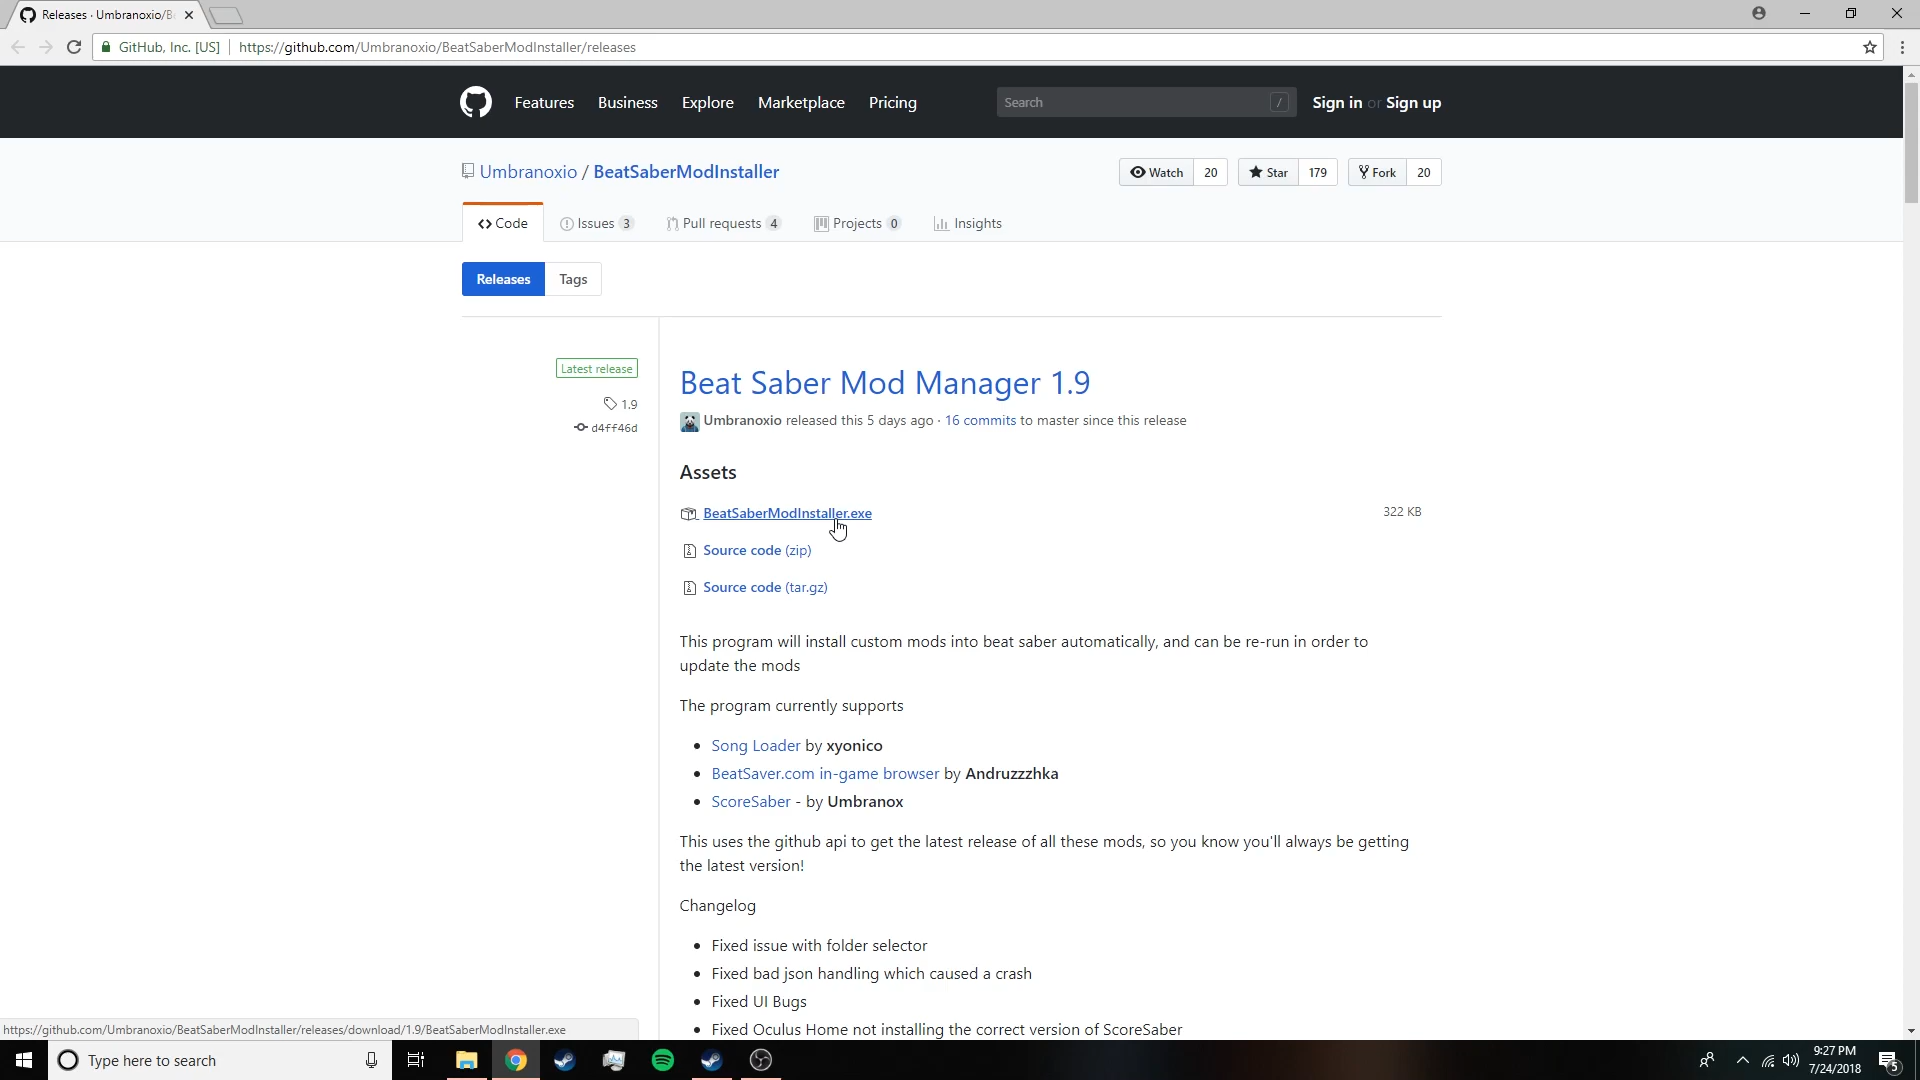 Releases · Umbranoxio/Be
GitHub, Inc. [US] https://github.com/Umbranoxio/BeatSaberModInstaller/releases
Features Business Explore Marketplace Pricing Search / Sign in or Sign up
Umbranoxio / BeatSaberModInstaller Watch 20 Star 179 Fork 20
<> Code Issues 3 Pull requests 4 Projects 0 Insights
Releases Tags
Latest release
1.9
d4ff46d
Beat Saber Mod Manager 1.9
Umbranoxio released this 5 days ago · 16 commits to master since this release
Assets
BeatSaberModInstaller.exe 322 KB
Source code (zip)
Source code (tar.gz)
This program will install custom mods into beat saber automatically, and can be re-run in order to
update the mods
The program currently supports
• Song Loader by xyonico
• BeatSaver.com in-game browser by Andruzzzhka
• ScoreSaber - by Umbranox
This uses the github api to get the latest release of all these mods, so you know you'll always be getting
the latest version!
Changelog
• Fixed issue with folder selector
• Fixed bad json handling which caused a crash
• Fixed UI Bugs
• Fixed Oculus Home not installing the correct version of ScoreSaber
https://github.com/Umbranoxio/BeatSaberModInstaller/releases/download/1.9/BeatSaberModInstaller.exe
Type here to search
9:27 PM
7/24/2018
5